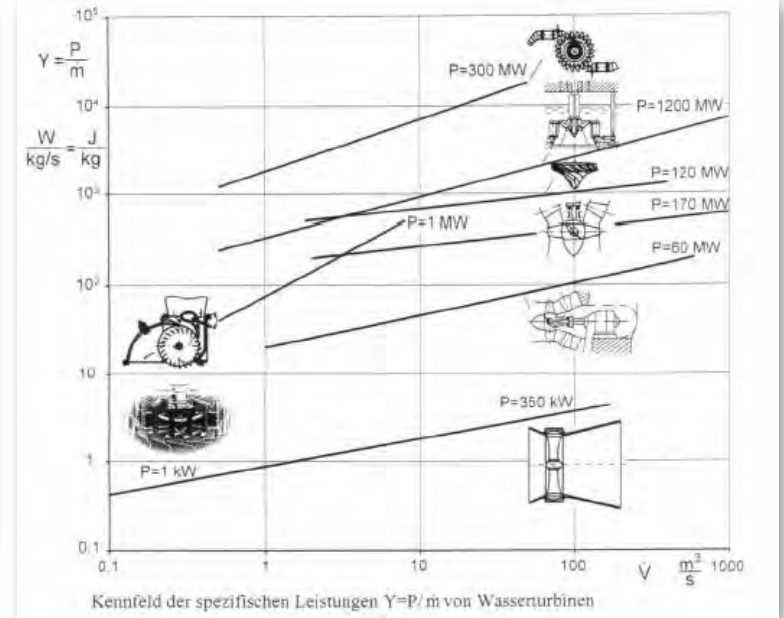 10⁵
Y = P/ṁ
P=300 MW
10⁴
P=1200 MW
W/kg/s = J/kg
10³
P=120 MW
P=170 MW
P=1 MW
P=60 MW
10²
10
P=350 kW
1
P=1 kW
0.1
0.1 1 10 100 V̇ m³/s 1000
Kennfeld der spezifischen Leistungen Y=P/ṁ von Wasserturbinen